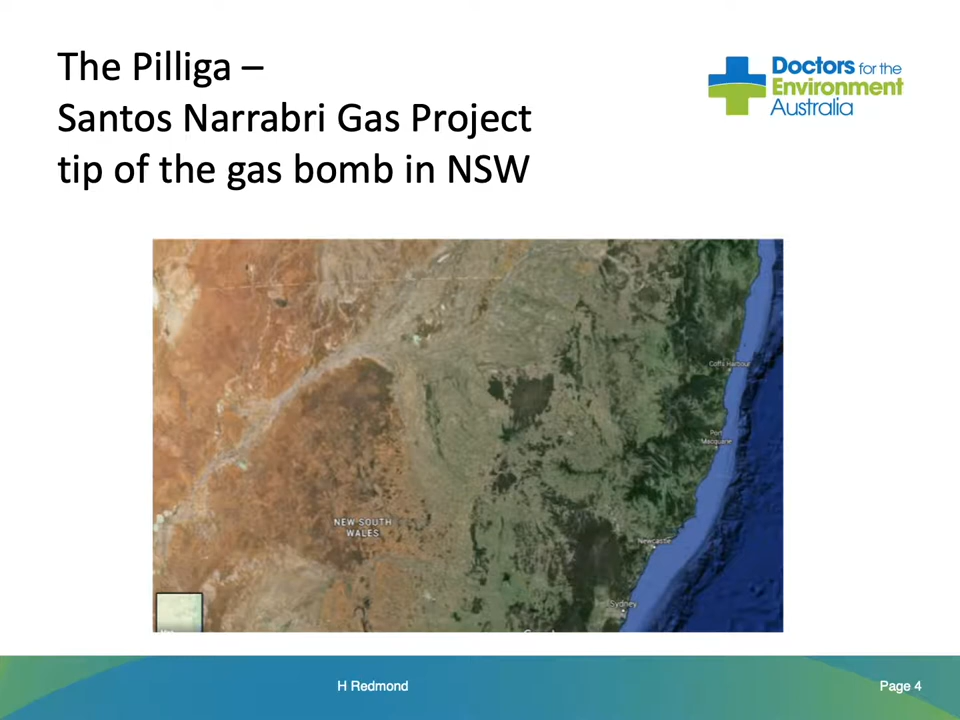 The Pilliga –
Santos Narrabri Gas Project
tip of the gas bomb in NSW
Doctors for the
Environment
Australia
Coffs Harbour
Port
Macquarie
NEW SOUTH
WALES
Newcastle
Sydney
H Redmond
Page 4